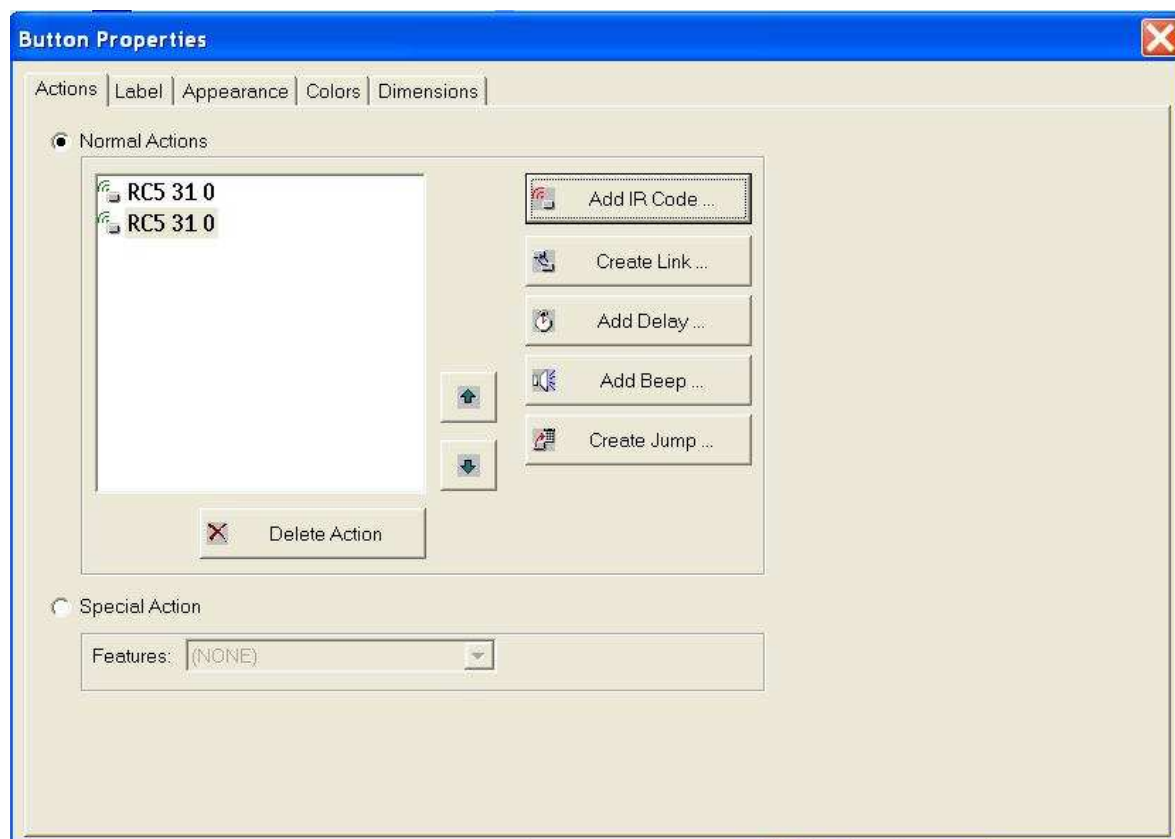 Button Properties
Actions Label Appearance Colors Dimensions
Normal Actions
RC5 31 0
RC5 31 0
Add IR Code ...
Create Link ...
Add Delay ...
Add Beep ...
Create Jump ...
Delete Action
Special Action
Features: (NONE)